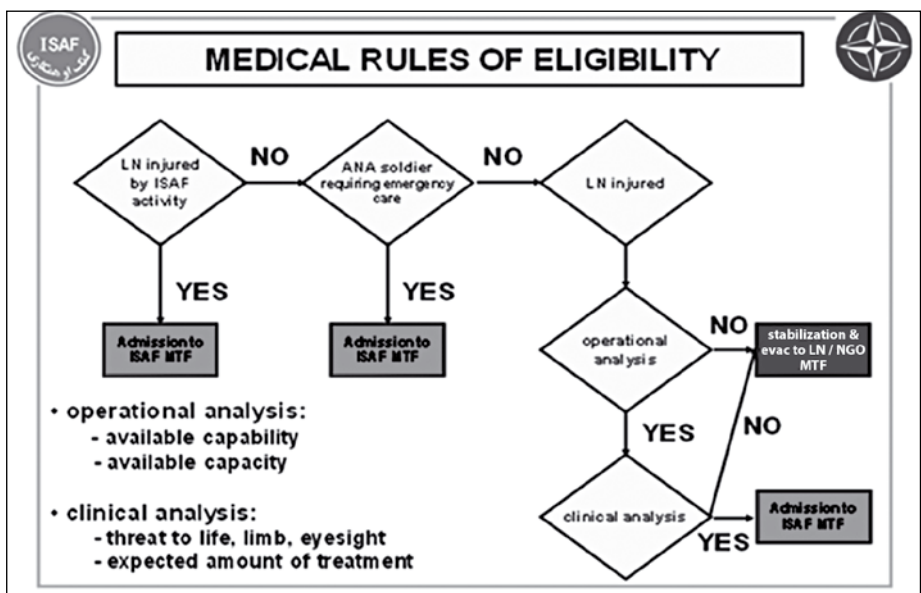 ISAF
کمک او همکاری
MEDICAL RULES OF ELIGIBILITY
LN injured
by ISAF
activity
NO
ANA soldier
requiring emergency
care
NO
LN injured
YES
YES
Admission to
ISAF MTF
Admission to
ISAF MTF
operational
analysis
NO
stabilization &
evac to LN / NGO
MTF
YES
NO
clinical analysis
YES
Admission to
ISAF MTF
• operational analysis:
- available capability
- available capacity
• clinical analysis:
- threat to life, limb, eyesight
- expected amount of treatment